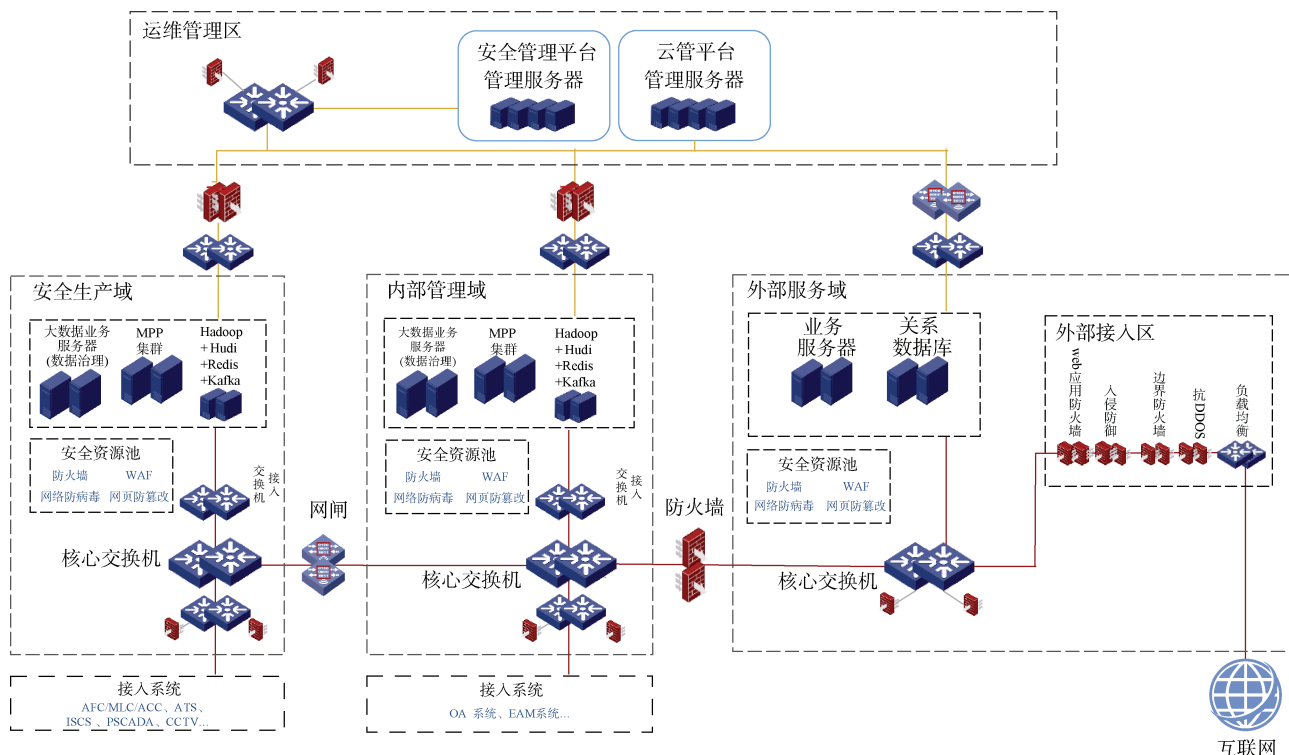 运维管理区
安全管理平台
管理服务器
云管平台
管理服务器
安全生产域
大数据业务
服务器
(数据治理)
MPP
集群
Hadoop
+Hudi
+Redis
+Kafka
安全资源池
防火墙
WAF
网络防病毒
网页防篡改
接入
交换机
核心交换机
网闸
接入系统
AFC/MLC/ACC、ATS、
ISCS 、PSCADA、CCTV...
内部管理域
大数据业务
服务器
(数据治理)
MPP
集群
Hadoop
+Hudi
+Redis
+Kafka
安全资源池
防火墙
WAF
网络防病毒
网页防篡改
接入
交换机
核心交换机
防火墙
接入系统
OA 系统、EAM系统...
外部服务域
业务
服务器
关系
数据库
安全资源池
防火墙
WAF
网络防病毒
网页防篡改
核心交换机
外部接入区
web应用防火墙
入侵防御
边界防火墙
抗DDOS
负载均衡
互联网